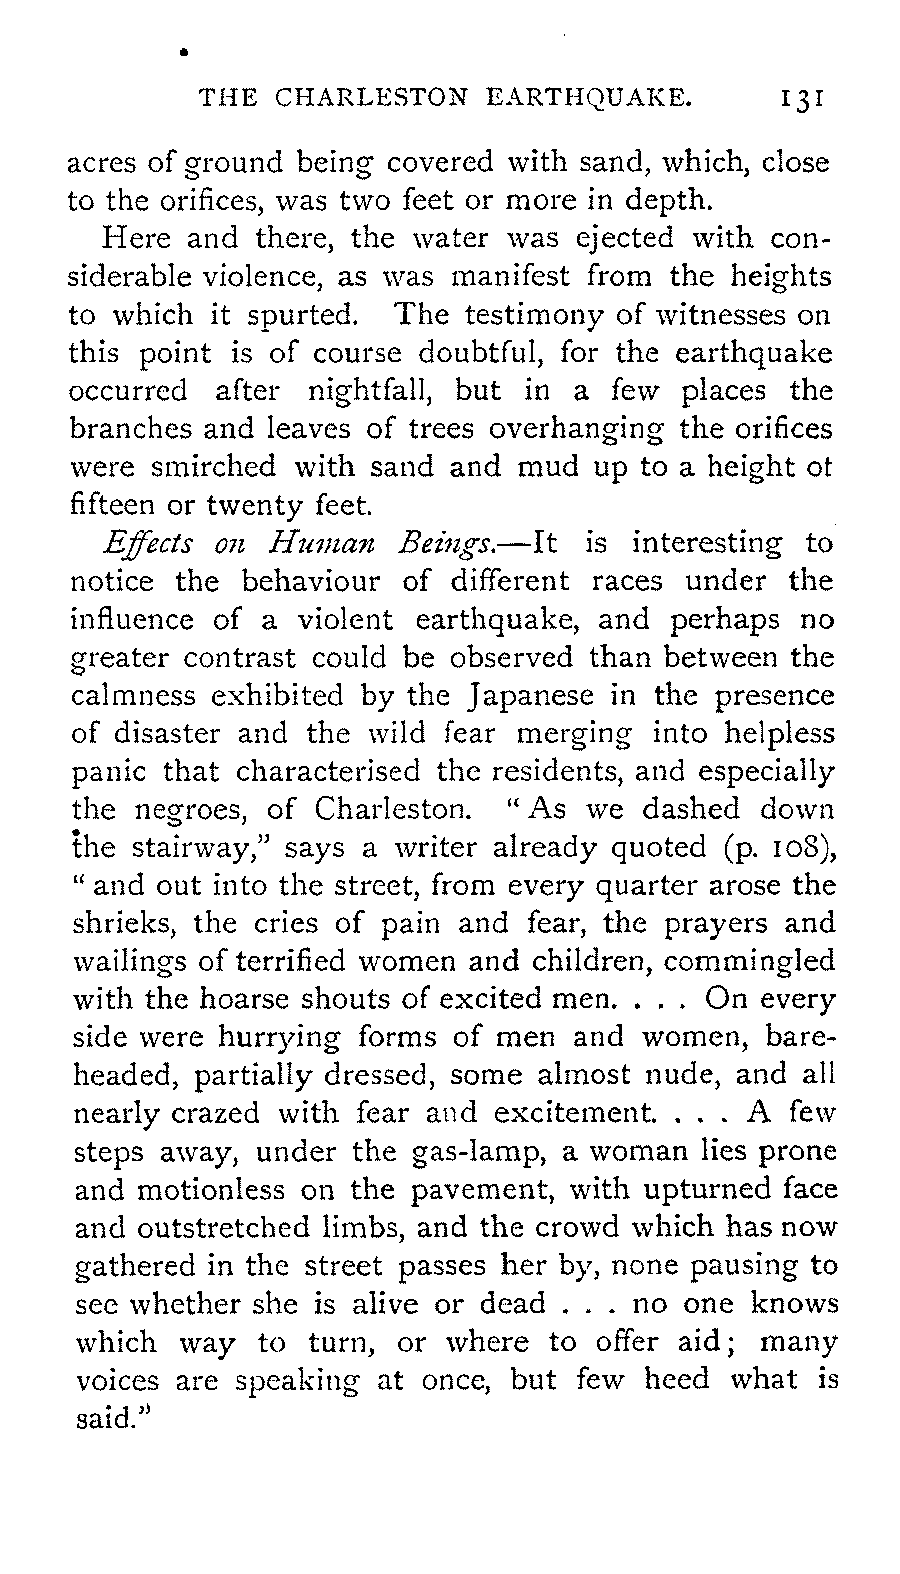 THE CHARLESTON EARTHQUAKE. 131
acres of ground being covered with sand, which, close
to the orifices, was two feet or more in depth.
Here and there, the water was ejected with con-
siderable violence, as was manifest from the heights
to which it spurted. The testimony of witnesses on
this point is of course doubtful, for the earthquake
occurred after nightfall, but in a few places the
branches and leaves of trees overhanging the orifices
were smirched with sand and mud up to a height of
fifteen or twenty feet.
Effects on Human Beings.—It is interesting to
notice the behaviour of different races under the
influence of a violent earthquake, and perhaps no
greater contrast could be observed than between the
calmness exhibited by the Japanese in the presence
of disaster and the wild fear merging into helpless
panic that characterised the residents, and especially
the negroes, of Charleston. “As we dashed down
the stairway,” says a writer already quoted (p. 108),
“and out into the street, from every quarter arose the
shrieks, the cries of pain and fear, the prayers and
wailings of terrified women and children, commingled
with the hoarse shouts of excited men. . . . On every
side were hurrying forms of men and women, bare-
headed, partially dressed, some almost nude, and all
nearly crazed with fear and excitement. . . . A few
steps away, under the gas-lamp, a woman lies prone
and motionless on the pavement, with upturned face
and outstretched limbs, and the crowd which has now
gathered in the street passes her by, none pausing to
see whether she is alive or dead . . . no one knows
which way to turn, or where to offer aid; many
voices are speaking at once, but few heed what is
said.”